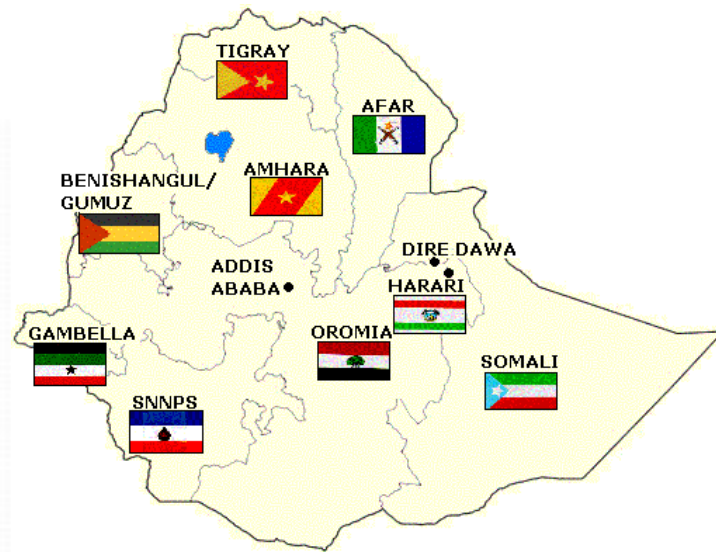 TIGRAY
AFAR
AMHARA
BENISHANGUL/
GUMUZ
DIRE DAWA
ADDIS
ABABA
HARARI
GAMBELLA
OROMIA
SOMALI
SNNPS